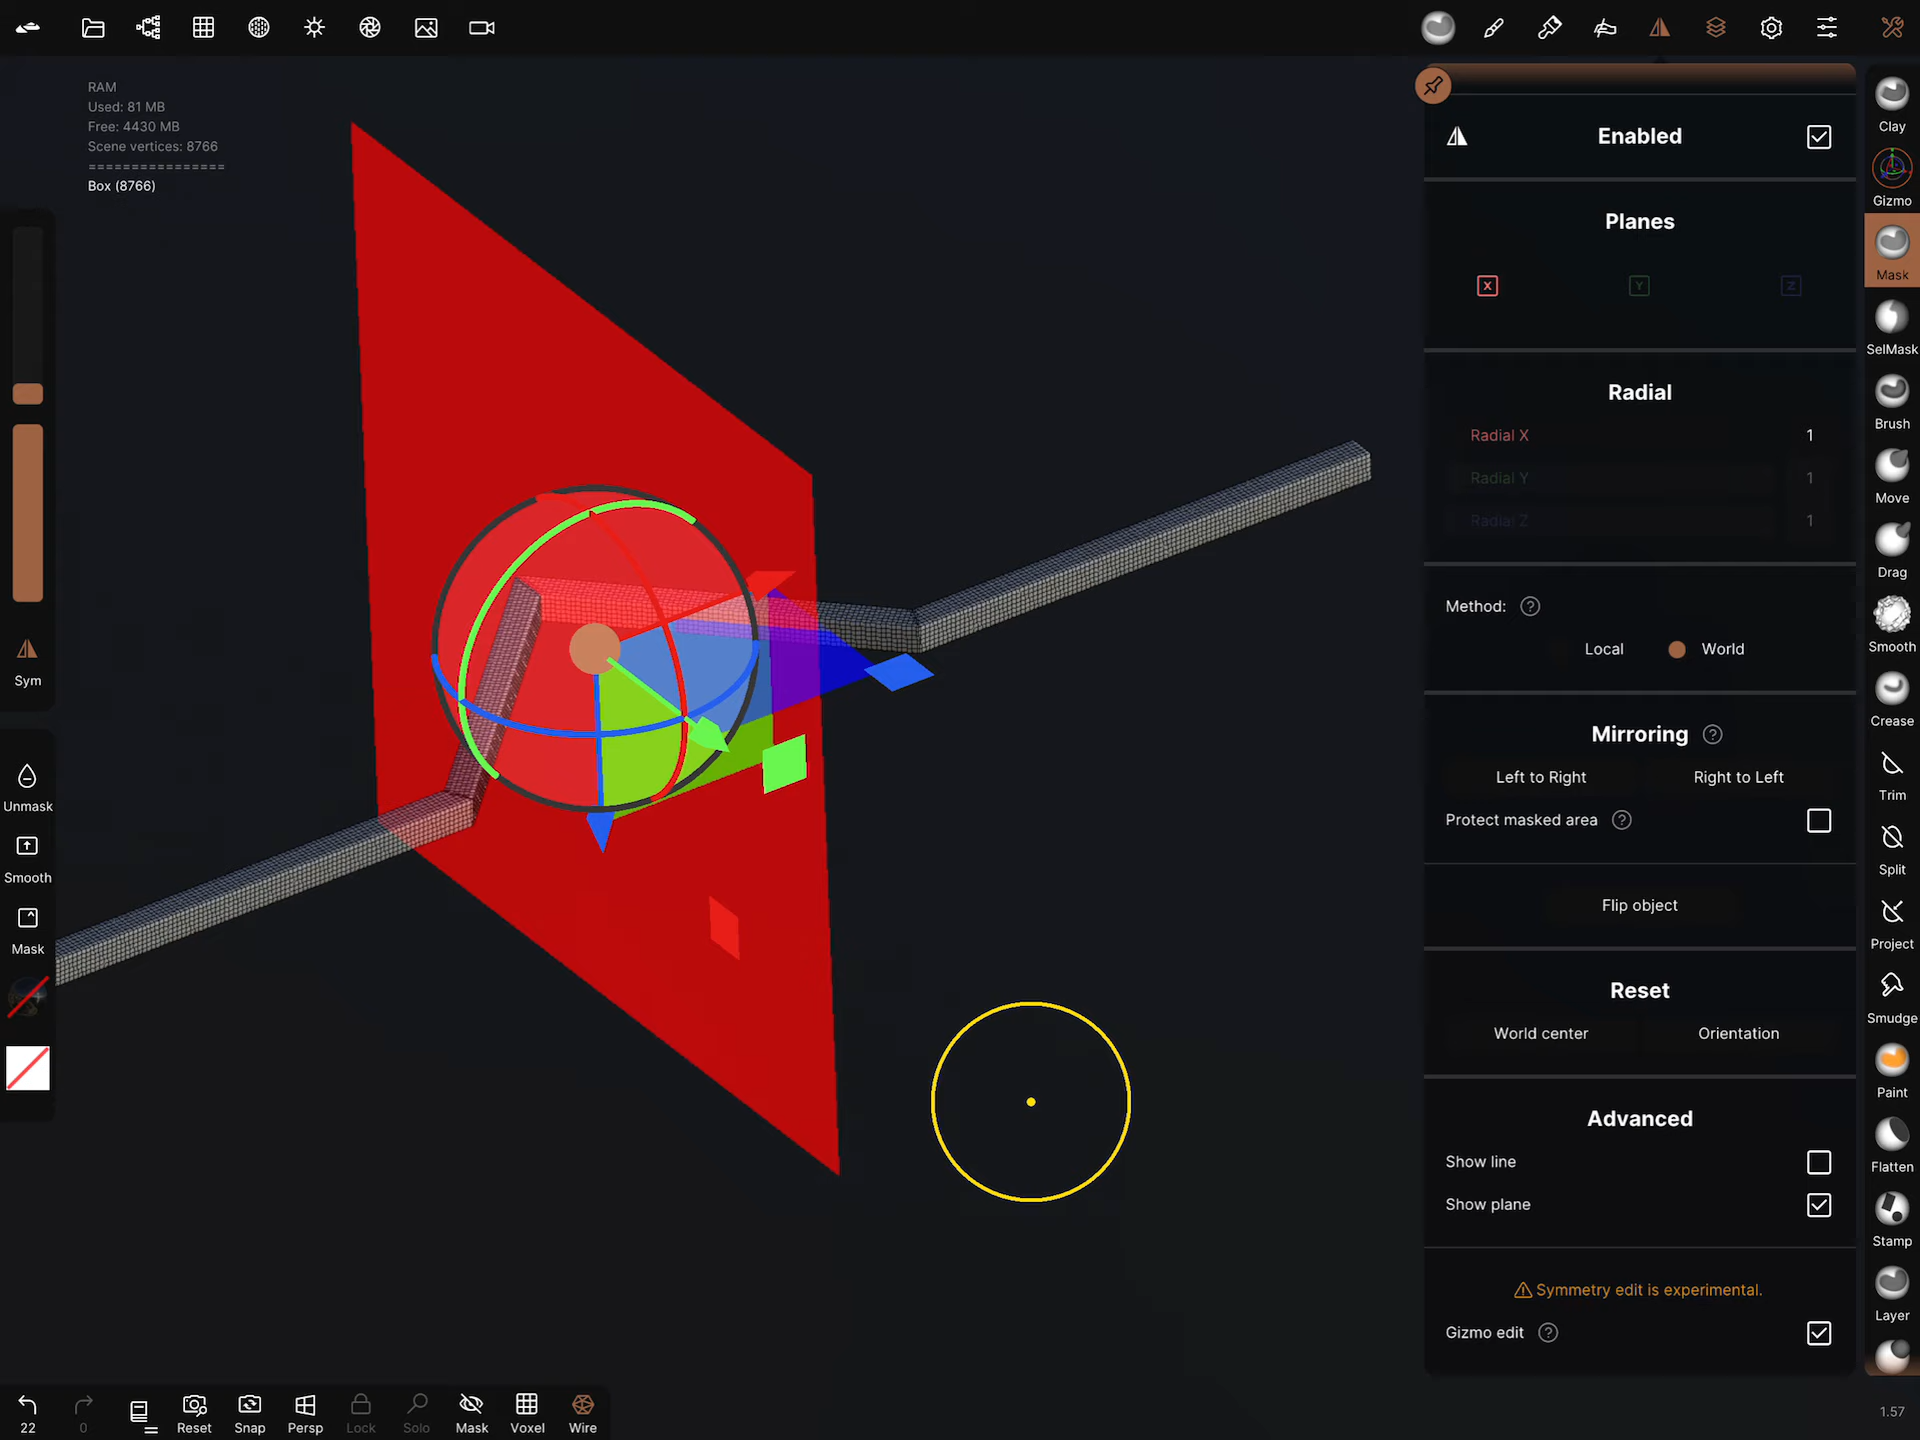 RAM
Used: 81 MB
Free: 4430 MB
Scene vertices: 8766
================
Box (8766)
Sym
Unmask
Smooth
Mask
Enabled
Planes
X Y Z
Radial
Radial X 1
Radial Y 1
Radial Z 1
Method: ?
Local World
Mirroring ?
Left to Right Right to Left
Protect masked area ?
Flip object
Reset
World center Orientation
Advanced
Show line
Show plane
Symmetry edit is experimental.
Gizmo edit ?
Clay
Gizmo
Mask
SelMask
Brush
Move
Drag
Smooth
Crease
Trim
Split
Project
Smudge
Paint
Flatten
Stamp
Layer
22 0 Reset Snap Persp Lock Solo Mask Voxel Wire
1.57